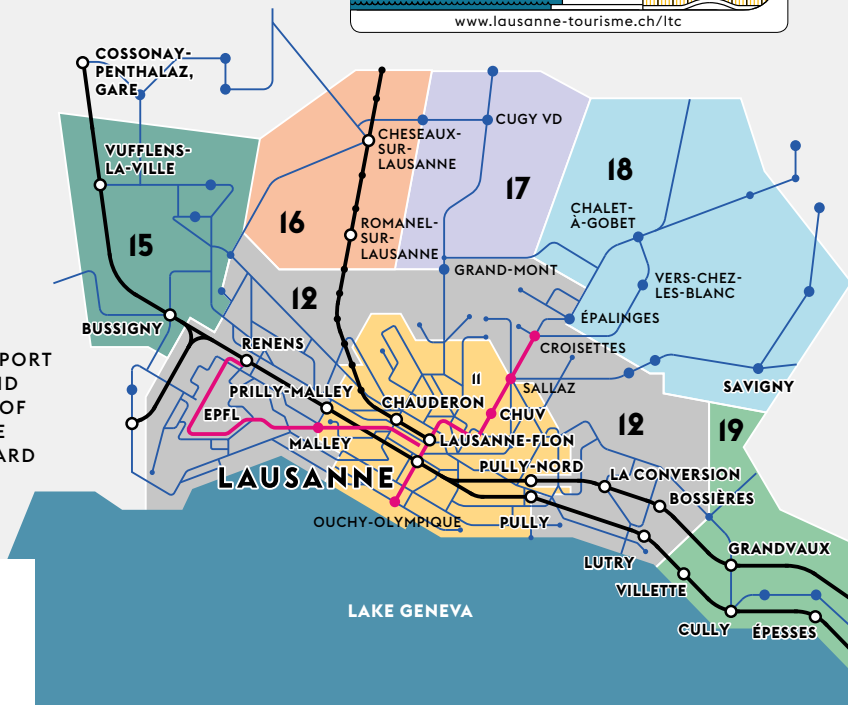 www.lausanne-tourisme.ch/ltc
COSSONAY-
PENTHALAZ,
GARE
VUFFLENS-
LA-VILLE
CHESEAUX-
SUR-
LAUSANNE
CUGY VD
17
18
CHALET-
À-GOBET
16
ROMANEL-
SUR-
LAUSANNE
15
GRAND-MONT
12
VERS-CHEZ-
LES-BLANC
BUSSIGNY
ÉPALINGES
RENENS
CROISETTES
PORT
ND
OF
E
ARD
11
SALLAZ
SAVIGNY
PRILLY-MALLEY
CHAUDERON
EPFL
CHUV
12
19
MALLEY
LAUSANNE-FLON
LAUSANNE
PULLY-NORD
LA CONVERSION
BOSSIÈRES
OUCHY-OLYMPIQUE
PULLY
GRANDVAUX
LUTRY
VILLETTE
LAKE GENEVA
CULLY
ÉPESSES